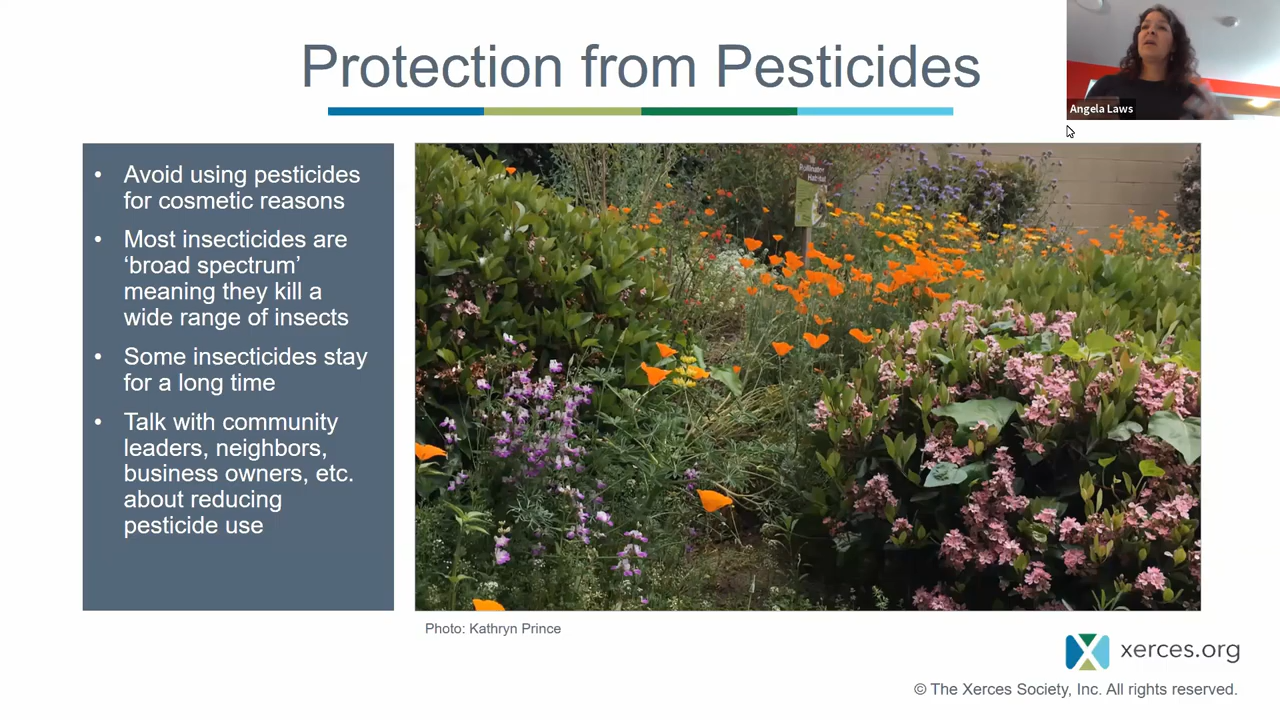 Protection from Pesticides
Angela Laws
• Avoid using pesticides
for cosmetic reasons
• Most insecticides are
‘broad spectrum’
meaning they kill a
wide range of insects
• Some insecticides stay
for a long time
• Talk with community
leaders, neighbors,
business owners, etc.
about reducing
pesticide use
Pollinator
Habitat
Photo: Kathryn Prince
xerces.org
© The Xerces Society, Inc. All rights reserved.